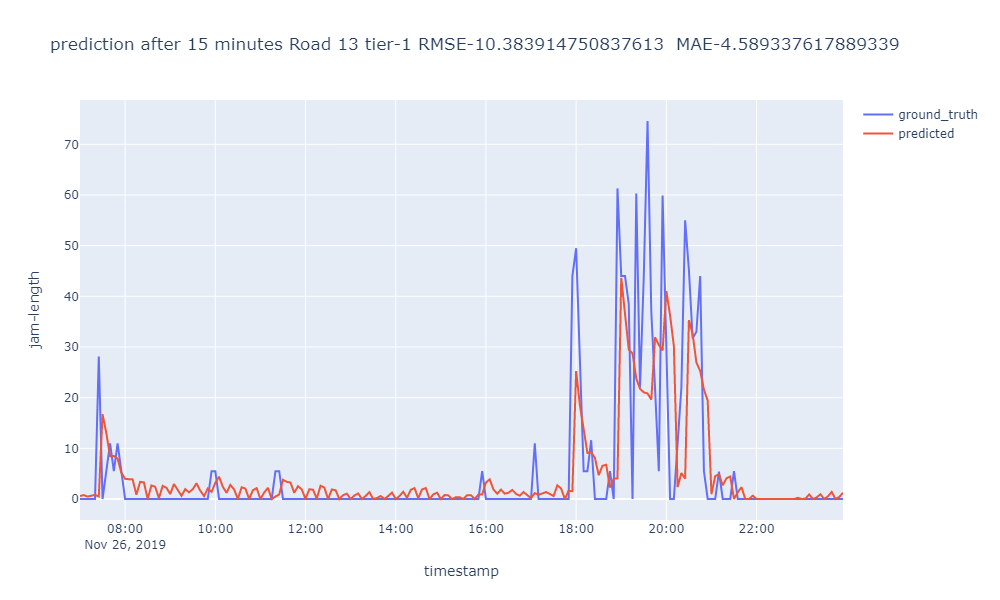 prediction after 15 minutes Road 13 tier-1 RMSE-10.383914750837613  MAE-4.589337617889339
ground_truth
predicted
70
60
50
40
30
20
10
0
jam-length
08:00 10:00 12:00 14:00 16:00 18:00 20:00 22:00
Nov 26, 2019
timestamp